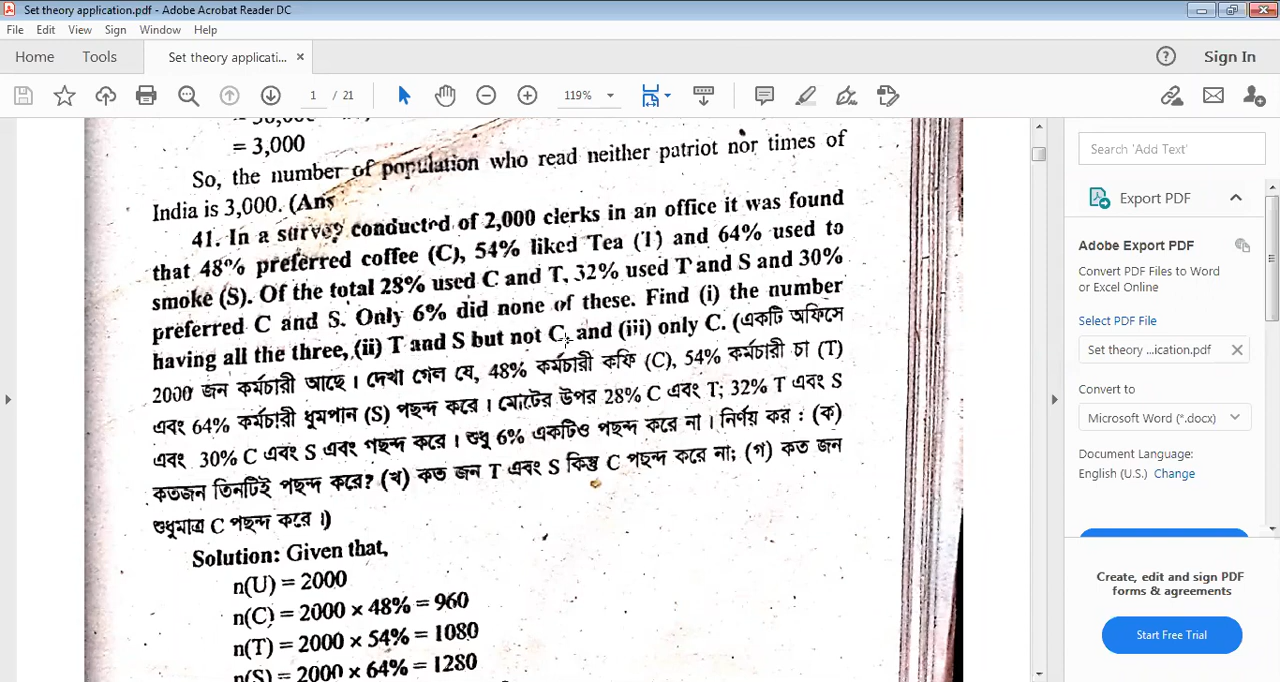 Set theory application.pdf - Adobe Acrobat Reader DC
File Edit View Sign Window Help
Home Tools Set theory applicati... ×
Sign In
1 / 21 119%
= 3,000
So, the number of population who read neither patriot nor times of
India is 3,000. (Ans
41. In a survey conducted of 2,000 clerks in an office it was found
that 48% preferred coffee (C), 54% liked Tea (T) and 64% used to
smoke (S). Of the total 28% used C and T, 32% used T and S and 30%
preferred C and S. Only 6% did none of these. Find (i) the number
having all the three, (ii) T and S but not C, and (iii) only C. (একটি অফিসে
2000 জন কর্মচারী আছে। দেখা গেল যে, 48% কর্মচারী কফি (C), 54% কর্মচারী চা (T)
এবং 64% কর্মচারী ধুমপান (S) পছন্দ করে। মোটের উপর 28% C এবং T; 32% T এবং S
এবং 30% C এবং S এবং পছন্দ করে। শুধু 6% একটিও পছন্দ করে না। নির্ণয় কর : (ক)
কতজন তিনটিই পছন্দ করে? (খ) কত জন T এবং S কিন্তু C পছন্দ করে না; (গ) কত জন
শুধুমাত্র C পছন্দ করে।)
Solution: Given that,
n(U) = 2000
n(C) = 2000 × 48% = 960
n(T) = 2000 × 54% = 1080
n(S) = 2000 × 64% = 1280
Search 'Add Text'
Export PDF
Adobe Export PDF
Convert PDF Files to Word
or Excel Online
Select PDF File
Set theory ...ication.pdf
Convert to
Microsoft Word (*.docx)
Document Language:
English (U.S.) Change
Create, edit and sign PDF
forms & agreements
Start Free Trial